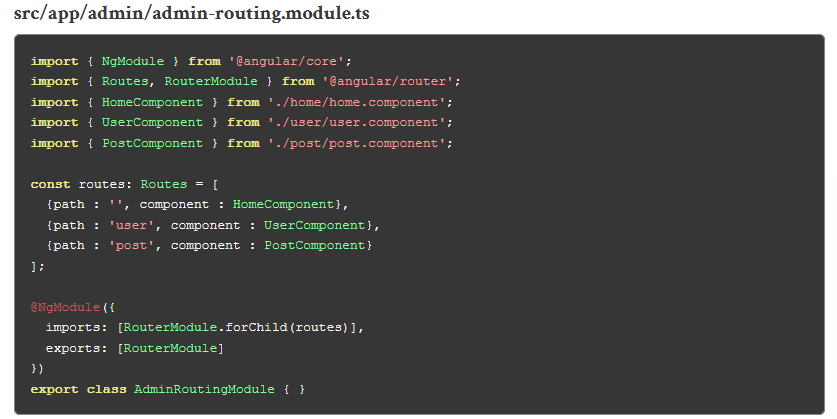 src/app/admin/admin-routing.module.ts
import { NgModule } from '@angular/core';
import { Routes, RouterModule } from '@angular/router';
import { HomeComponent } from './home/home.component';
import { UserComponent } from './user/user.component';
import { PostComponent } from './post/post.component';
const routes: Routes = [
  {path : '', component : HomeComponent},
  {path : 'user', component : UserComponent},
  {path : 'post', component : PostComponent}
];
@NgModule({
  imports: [RouterModule.forChild(routes)],
  exports: [RouterModule]
})
export class AdminRoutingModule { }